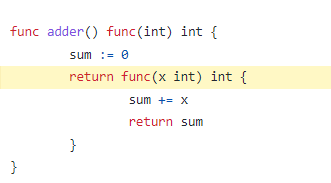 func adder() func(int) int {
        sum := 0
        return func(x int) int {
                sum += x
                return sum
        }
}